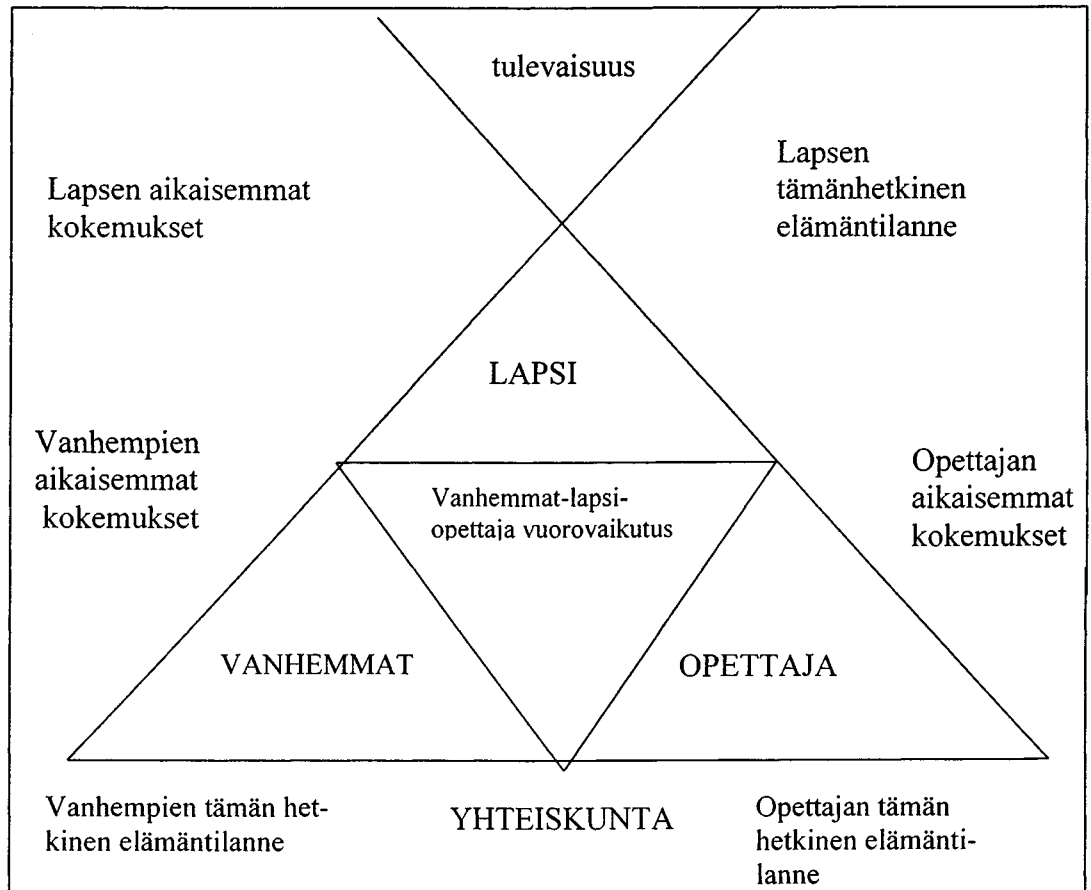 tulevaisuus
Lapsen aikaisemmat
kokemukset
Lapsen
tämänhetkinen
elämäntilanne
LAPSI
Vanhempien
aikaisemmat
kokemukset
Vanhemmat-lapsi-
opettaja vuorovaikutus
Opettajan
aikaisemmat
kokemukset
VANHEMMAT
OPETTAJA
Vanhempien tämän het-
kinen elämäntilanne
YHTEISKUNTA
Opettajan tämän
hetkinen elämänti-
lanne